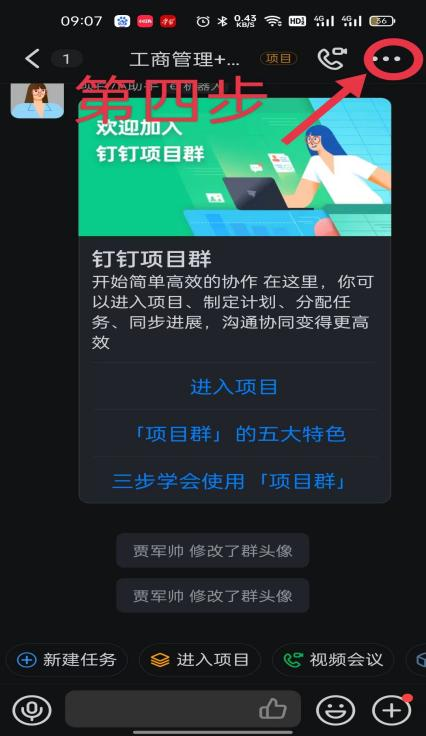 09:07
0.43
KB/S
HD
4G
4G
56
1
工商管理+...
项目
第四步
欢迎加入
钉钉项目群
钉钉项目群
开始简单高效的协作 在这里，你可
以进入项目、制定计划、分配任
务、同步进展，沟通协同变得更高
效
进入项目
「项目群」的五大特色
三步学会使用「项目群」
贾军帅 修改了群头像
贾军帅 修改了群头像
新建任务
进入项目
视频会议